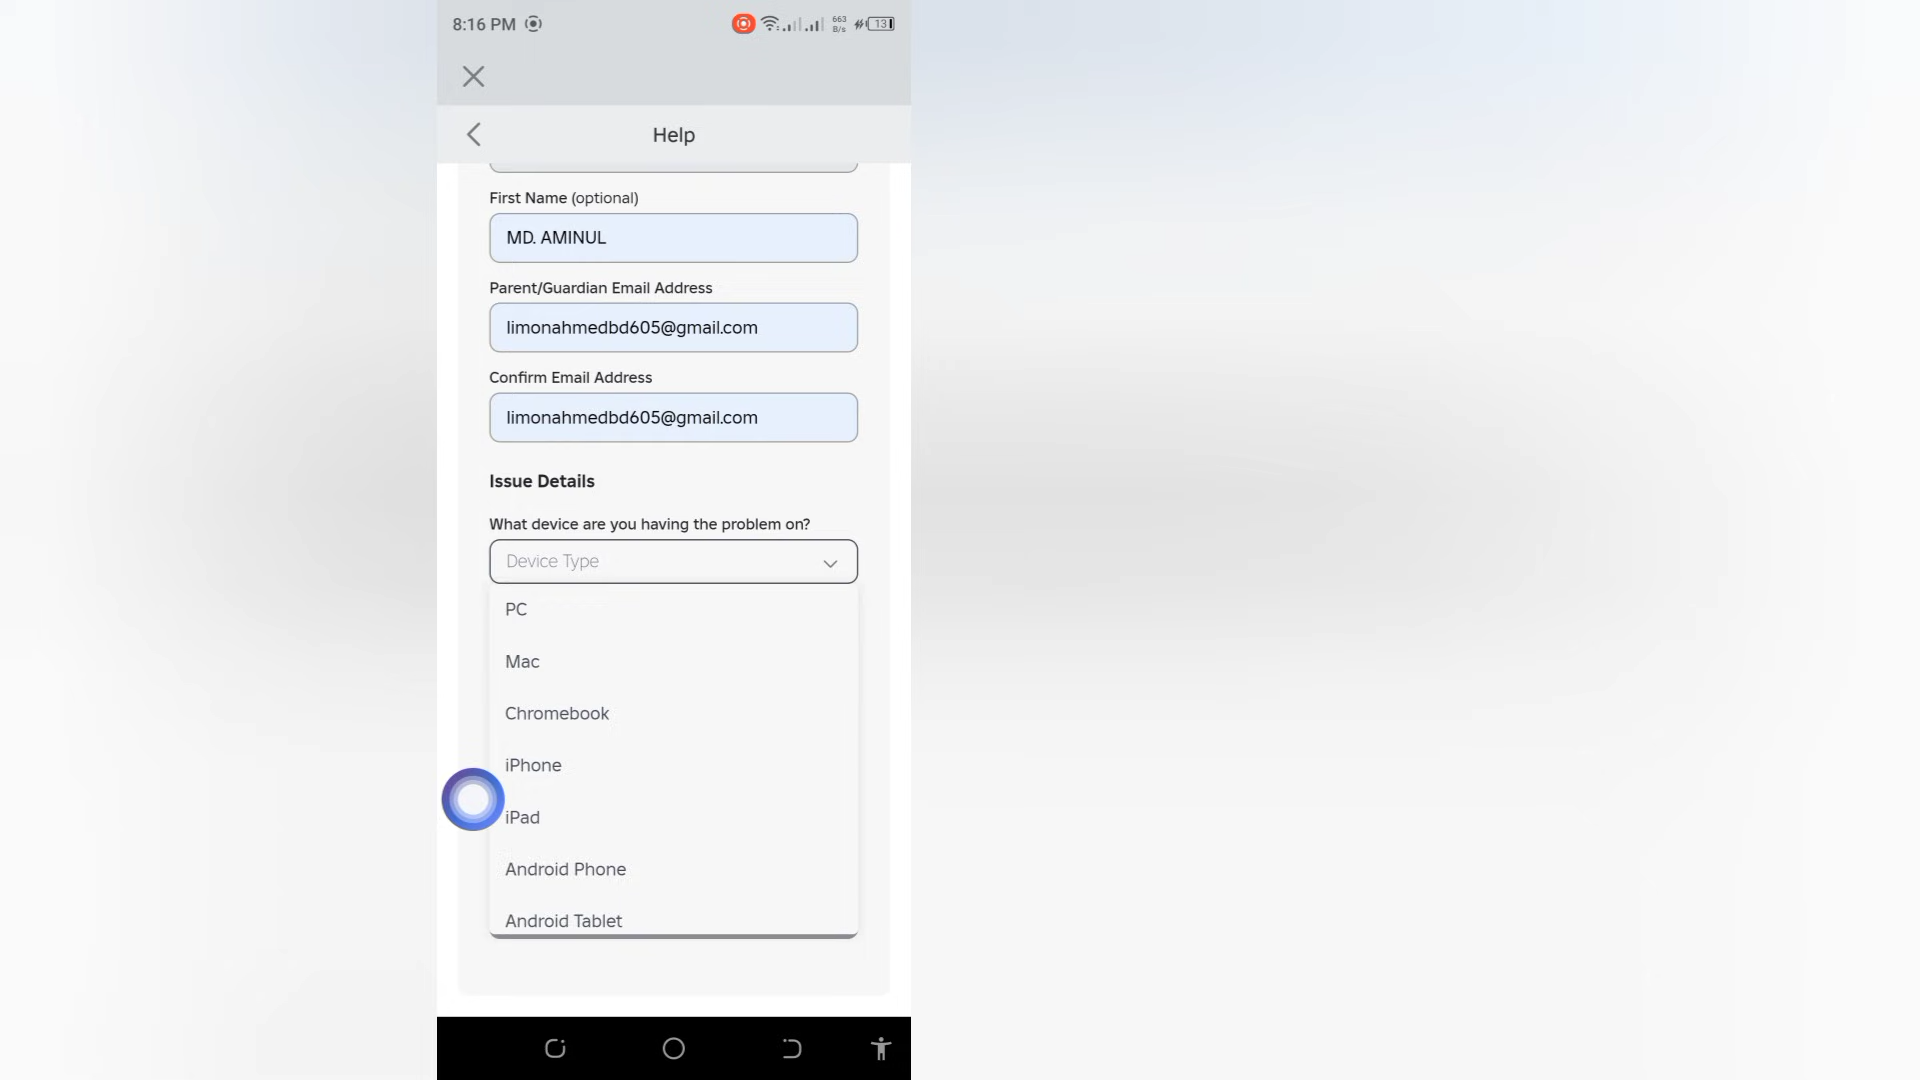 8:16 PM
663
B/s
13
Help
First Name (optional)
MD. AMINUL
Parent/Guardian Email Address
limonahmedbd605@gmail.com
Confirm Email Address
limonahmedbd605@gmail.com
Issue Details
What device are you having the problem on?
Device Type
PC
Mac
Chromebook
iPhone
iPad
Android Phone
Android Tablet